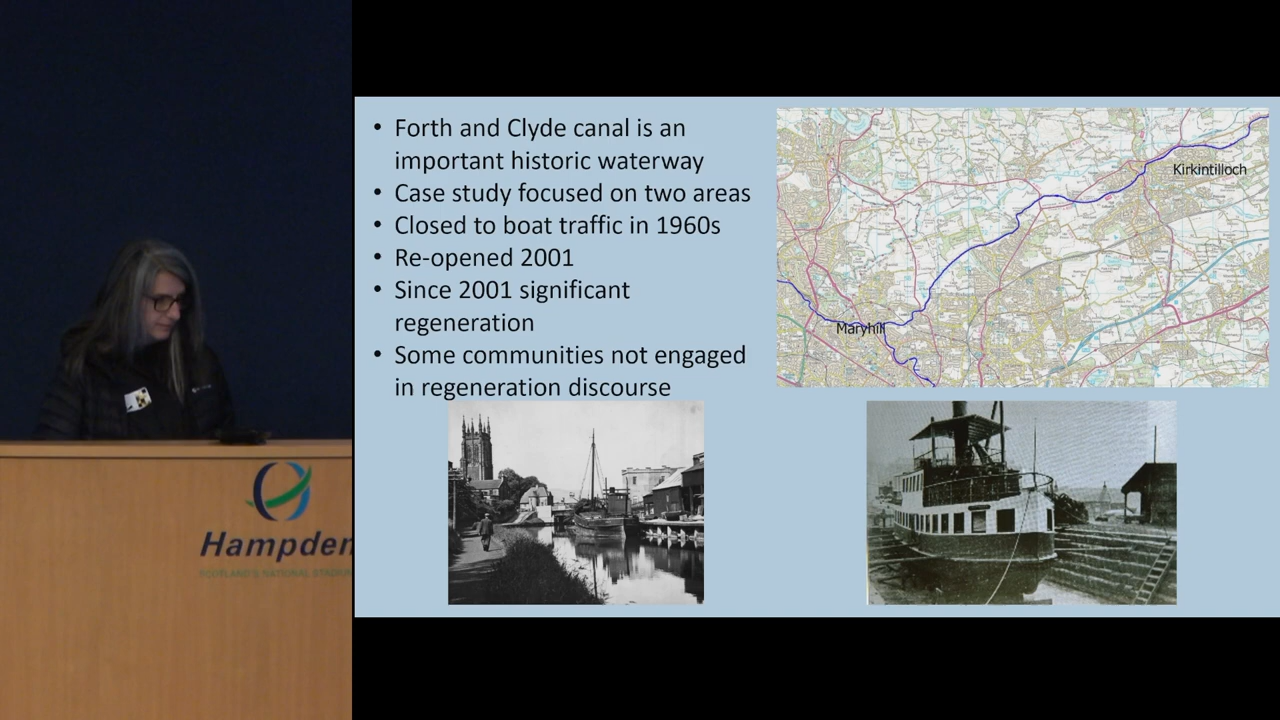 • Forth and Clyde canal is an
important historic waterway
• Case study focused on two areas
• Closed to boat traffic in 1960s
• Re-opened 2001
• Since 2001 significant
regeneration
• Some communities not engaged
in regeneration discourse
Kirkintilloch
Maryhill
Hampden
SCOTLAND'S NATIONAL STADIUM